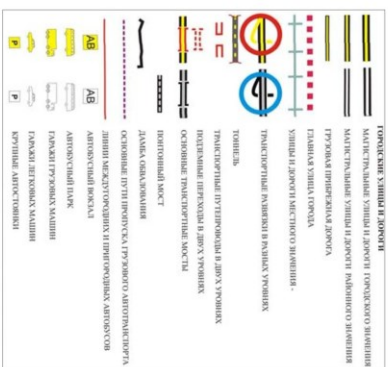 ГОРОДСКИЕ УЛИЦЫ И ДОРОГИ
МАГИСТРАЛЬНЫЕ УЛИЦЫ И ДОРОГИ ГОРОДСКОГО ЗНАЧЕНИЯ
МАГИСТРАЛЬНЫЕ УЛИЦЫ И ДОРОГИ РАЙОННОГО ЗНАЧЕНИЯ
ГРУЗОВАЯ ПРИБРЕЖНАЯ ДОРОГА
ГЛАВНАЯ УЛИЦА ГОРОДА
УЛИЦЫ И ДОРОГИ МЕСТНОГО ЗНАЧЕНИЯ -
ТРАНСПОРТНЫЕ РАЗВЯЗКИ В РАЗНЫХ УРОВНЯХ
ТОННЕЛЬ
ТРАНСПОРТНЫЕ ПУТЕПРОВОДЫ В ДВУХ УРОВНЯХ
ПОДЗЕМНЫЕ ПЕРЕХОДЫ В ДВУХ УРОВНЯХ
ОСНОВНЫЕ ТРАНСПОРТНЫЕ МОСТЫ
ПОНТОННЫЙ МОСТ
ДАМБА ОБВАЛОВАНИЯ
ОСНОВНЫЕ ПУТИ ПРОПУСКА ГРУЗОВОГО АВТОТРАНСПОРТА
ЛИНИИ МЕЖДУГОРОДНИХ И ПРИГОРОДНЫХ АВТОБУСОВ
АВ АВ АВТОБУСНЫЙ ВОКЗАЛ
АВТОБУСНЫЙ ПАРК
ГАРАЖИ ГРУЗОВЫХ МАШИН
ГАРАЖИ ЛЕГКОВЫХ МАШИН
Р Р КРУПНЫЕ АВТОСТОЯНКИ